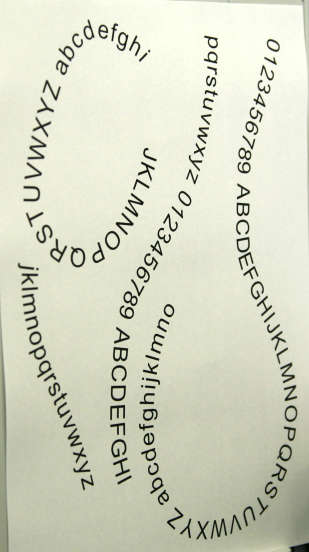 0123456789 ABCDEFGHIJKLMNOPQRSTUVWXYZ abcdefghijklmno
pqrstuvwxyz 0123456789 ABCDEFGHI
JKLMNOPQRSTUVWXYZ abcdefghi
jklmnopqrstuvwxyz